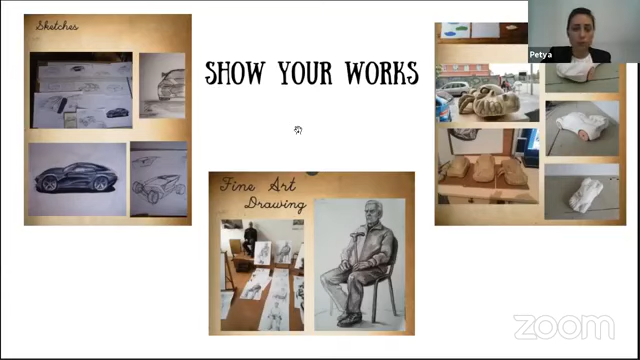 Sketches
SHOW YOUR WORKS
Petya
Fine Art
Drawing
zoom